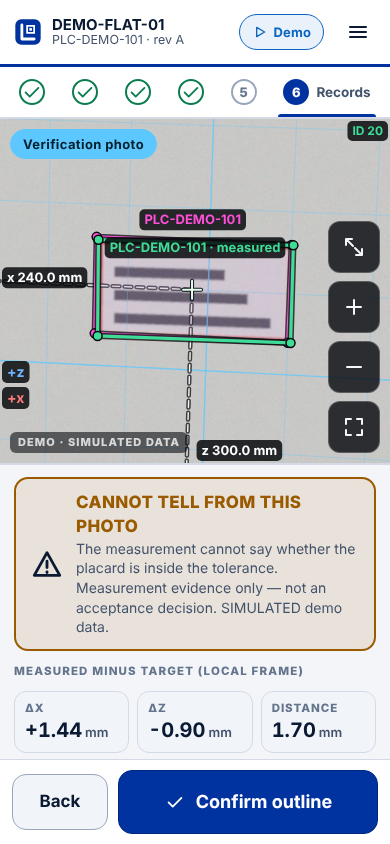 DEMO-FLAT-01
PLC-DEMO-101 · rev A
Demo
5
6
Records
Verification photo
ID 20
PLC-DEMO-101
PLC-DEMO-101 · measured
x 240.0 mm
+z
+x
DEMO · SIMULATED DATA
z 300.0 mm
CANNOT TELL FROM THIS
PHOTO
The measurement cannot say whether the
placard is inside the tolerance.
Measurement evidence only — not an
acceptance decision. SIMULATED demo
data.
MEASURED MINUS TARGET (LOCAL FRAME)
ΔX
+1.44 mm
ΔZ
-0.90 mm
DISTANCE
1.70 mm
Back
Confirm outline